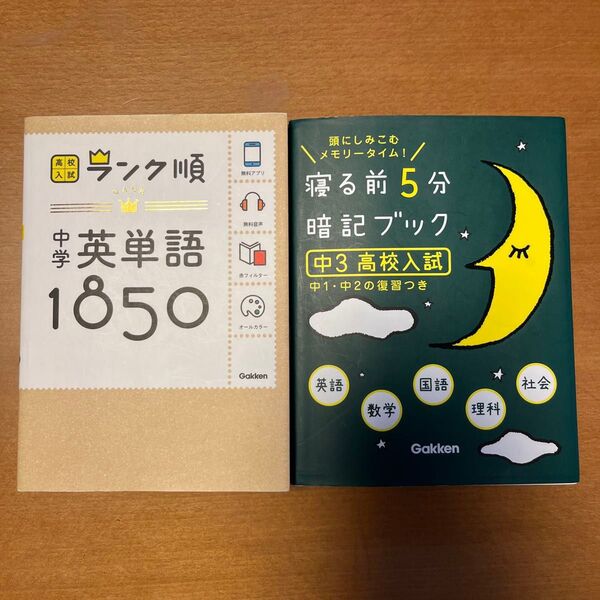 高校入試
ランク順
中学
英単語
1850
無料アプリ
無料音声
赤フィルター
オールカラー
Gakken
頭にしみこむ
メモリータイム!
寝る前5分
暗記ブック
中3 高校入試
中1・中2の復習つき
英語
数学
国語
理科
社会
Gakken